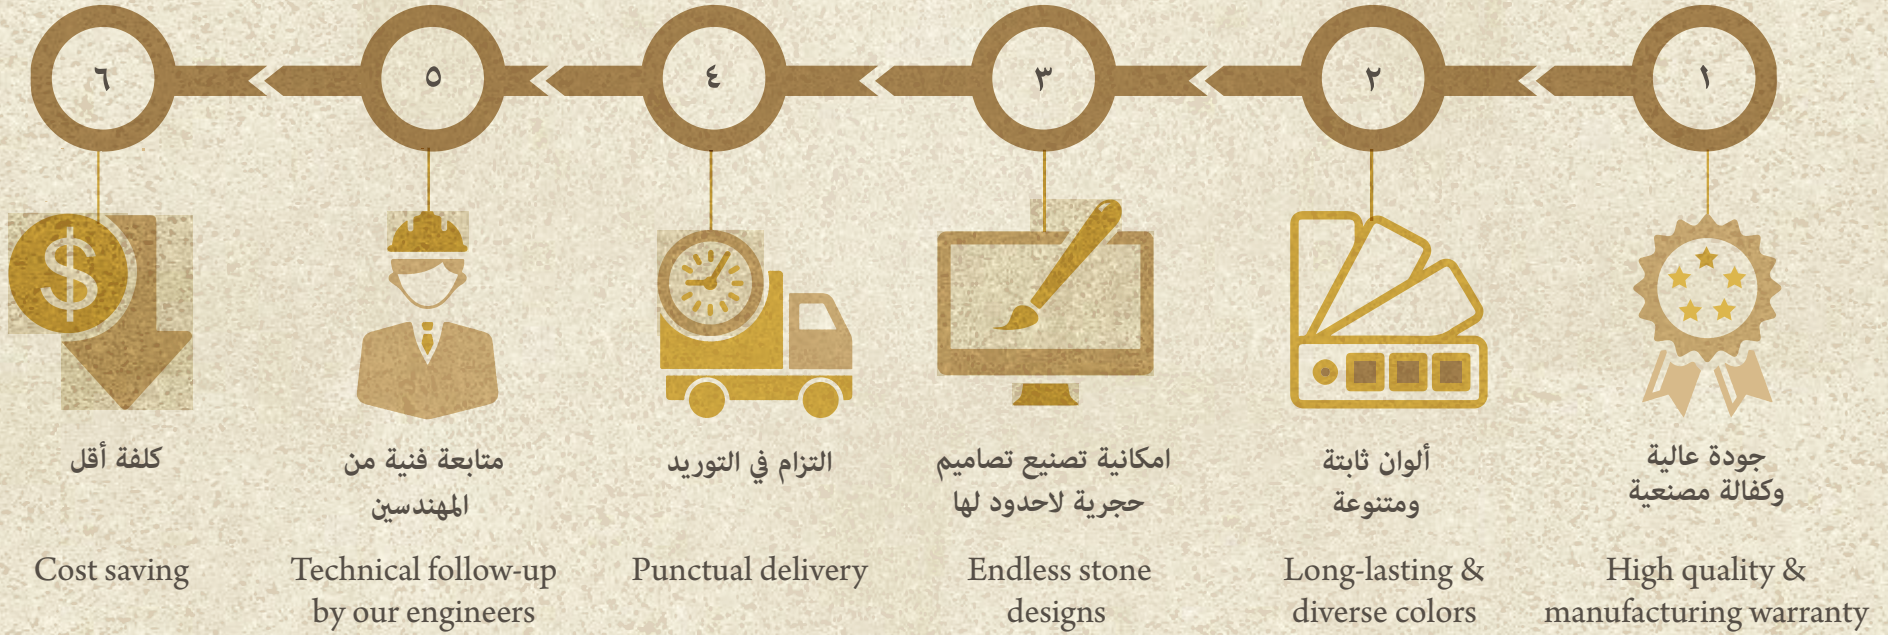 ١
٢
٣
٤
٥
٦
جودة عالية
وكفالة مصنعية
High quality &
manufacturing warranty
ألوان ثابتة
ومتنوعة
Long-lasting &
diverse colors
امكانية تصنيع تصاميم
حجرية لاحدود لها
Endless stone
designs
التزام في التوريد
Punctual delivery
متابعة فنية من
المهندسين
Technical follow-up
by our engineers
كلفة أقل
$
Cost saving